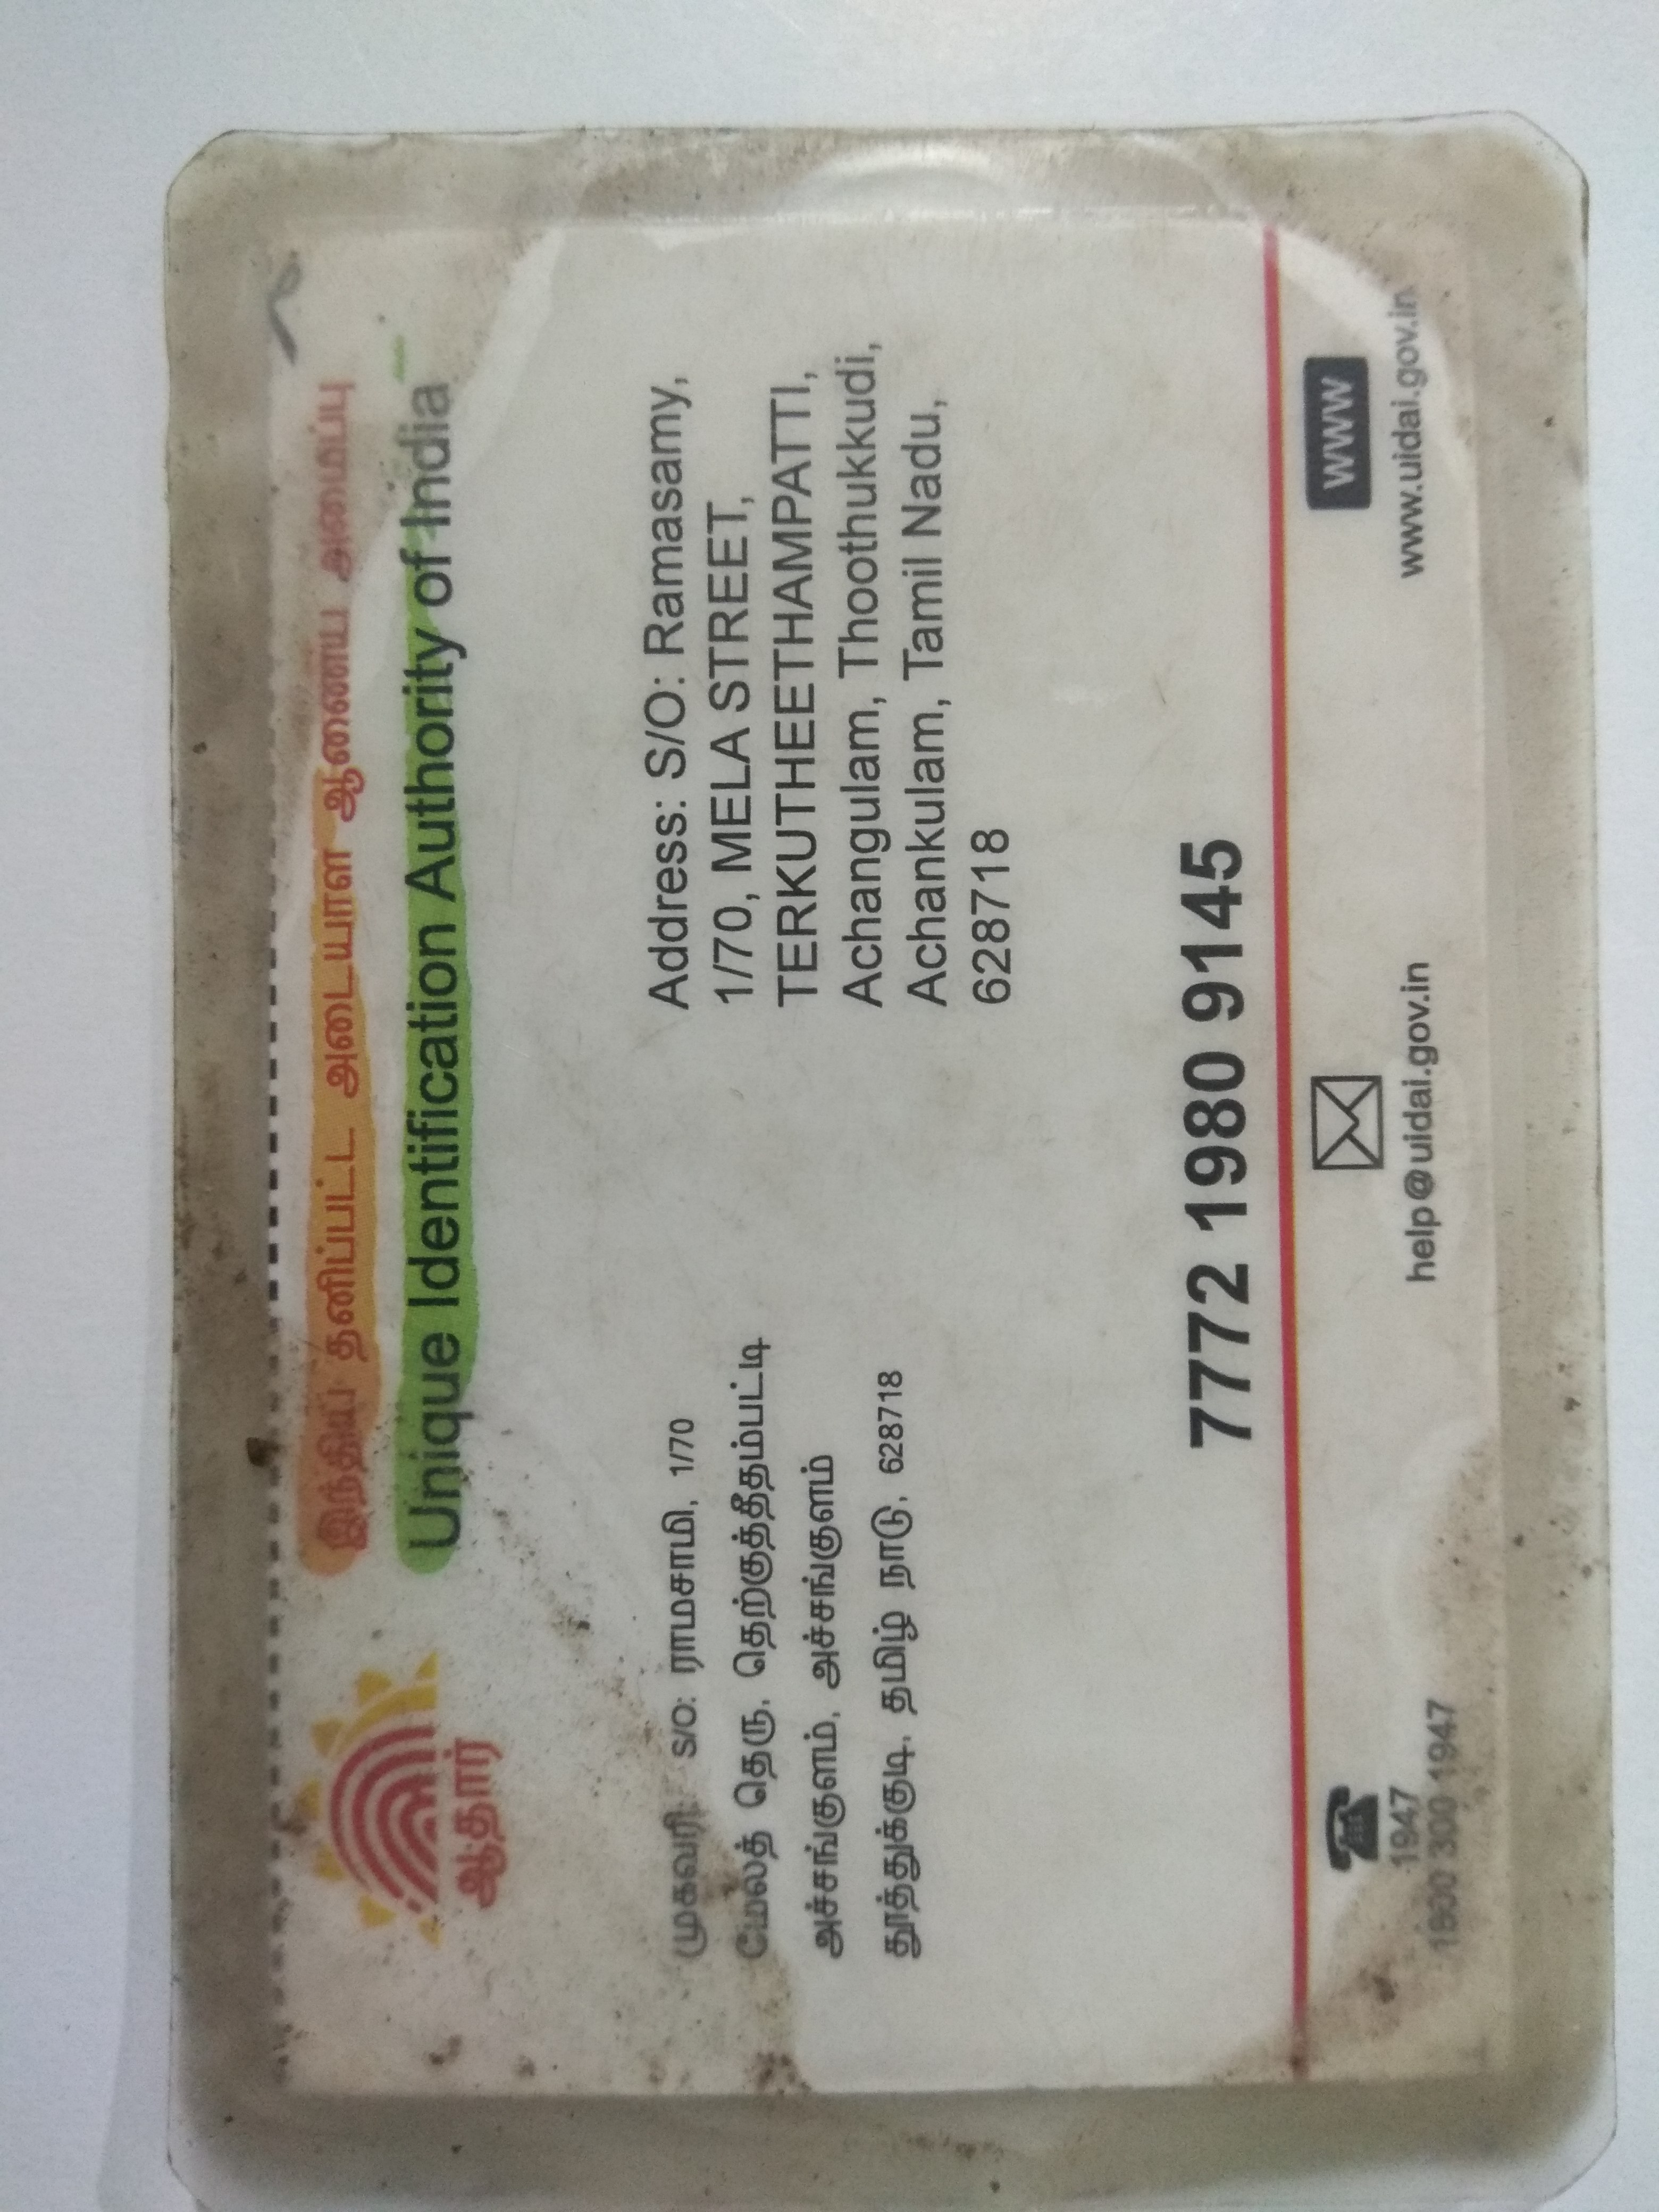 இந்திய தனிப்பட்ட அடையாள ஆணைய அமைப்பு
Unique Identification Authority of India
ஆதார்
முகவரி: S/O: ராமசாமி, 1/70
மேலத் தெரு, தெற்குத்தீதம்பட்டி
அச்சங்குளம், அச்சங்குளம்
தூத்துக்குடி, தமிழ் நாடு, 628718
Address: S/O: Ramasamy,
1/70, MELA STREET,
TERKUTHEETHAMPATTI,
Achangulam, Thoothukkudi,
Achankulam, Tamil Nadu,
628718
7772 1980 9145
1947
1800 300 1947
help@uidai.gov.in
WWW
www.uidai.gov.in